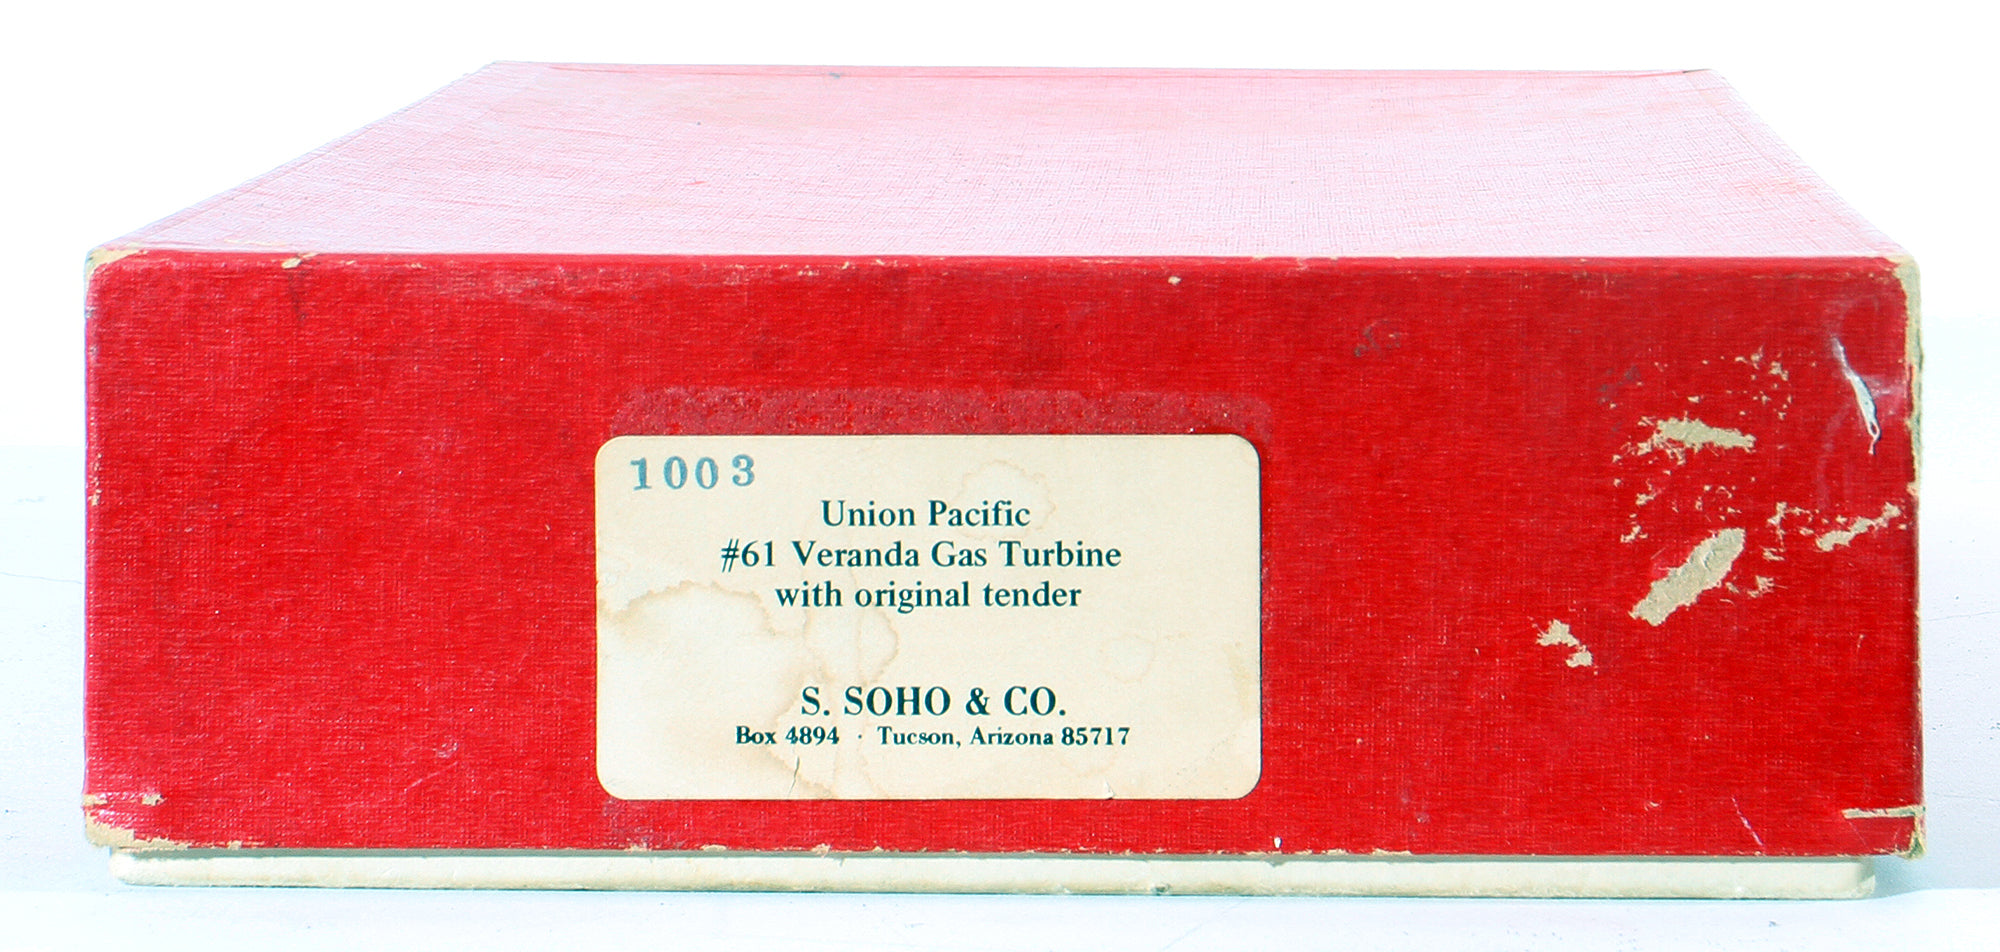 1003
Union Pacific
#61 Veranda Gas Turbine
with original tender
S. SOHO & CO.
Box 4894 · Tucson, Arizona 85717